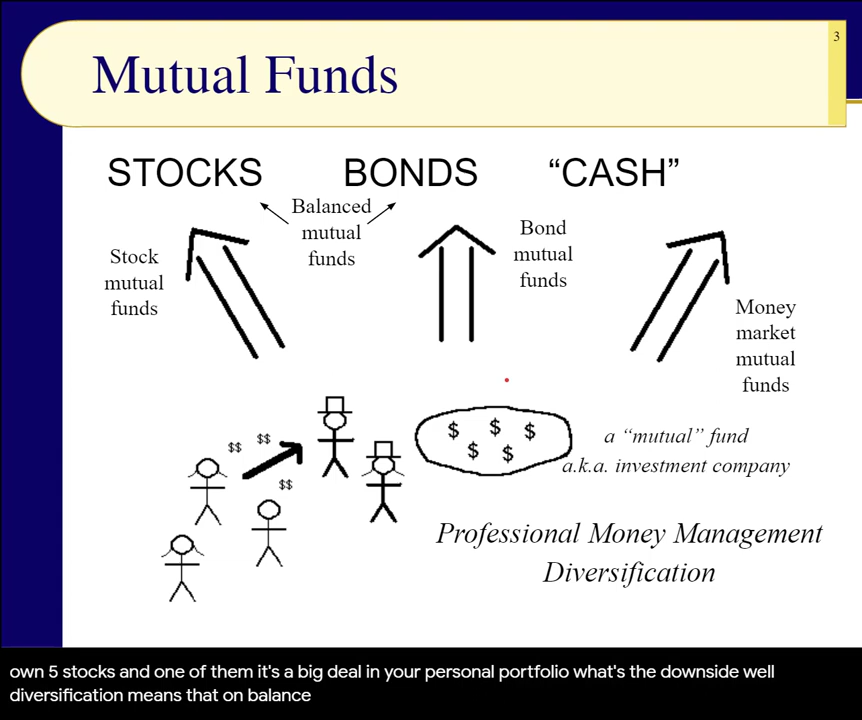 3
Mutual Funds
STOCKS
BONDS
“CASH”
Balanced
mutual
funds
Stock
mutual
funds
Bond
mutual
funds
Money
market
mutual
funds
$$
$$
$$
$ $ $
$ $
a “mutual” fund
a.k.a. investment company
Professional Money Management
Diversification
own 5 stocks and one of them it's a big deal in your personal portfolio what's the downside well
diversification means that on balance